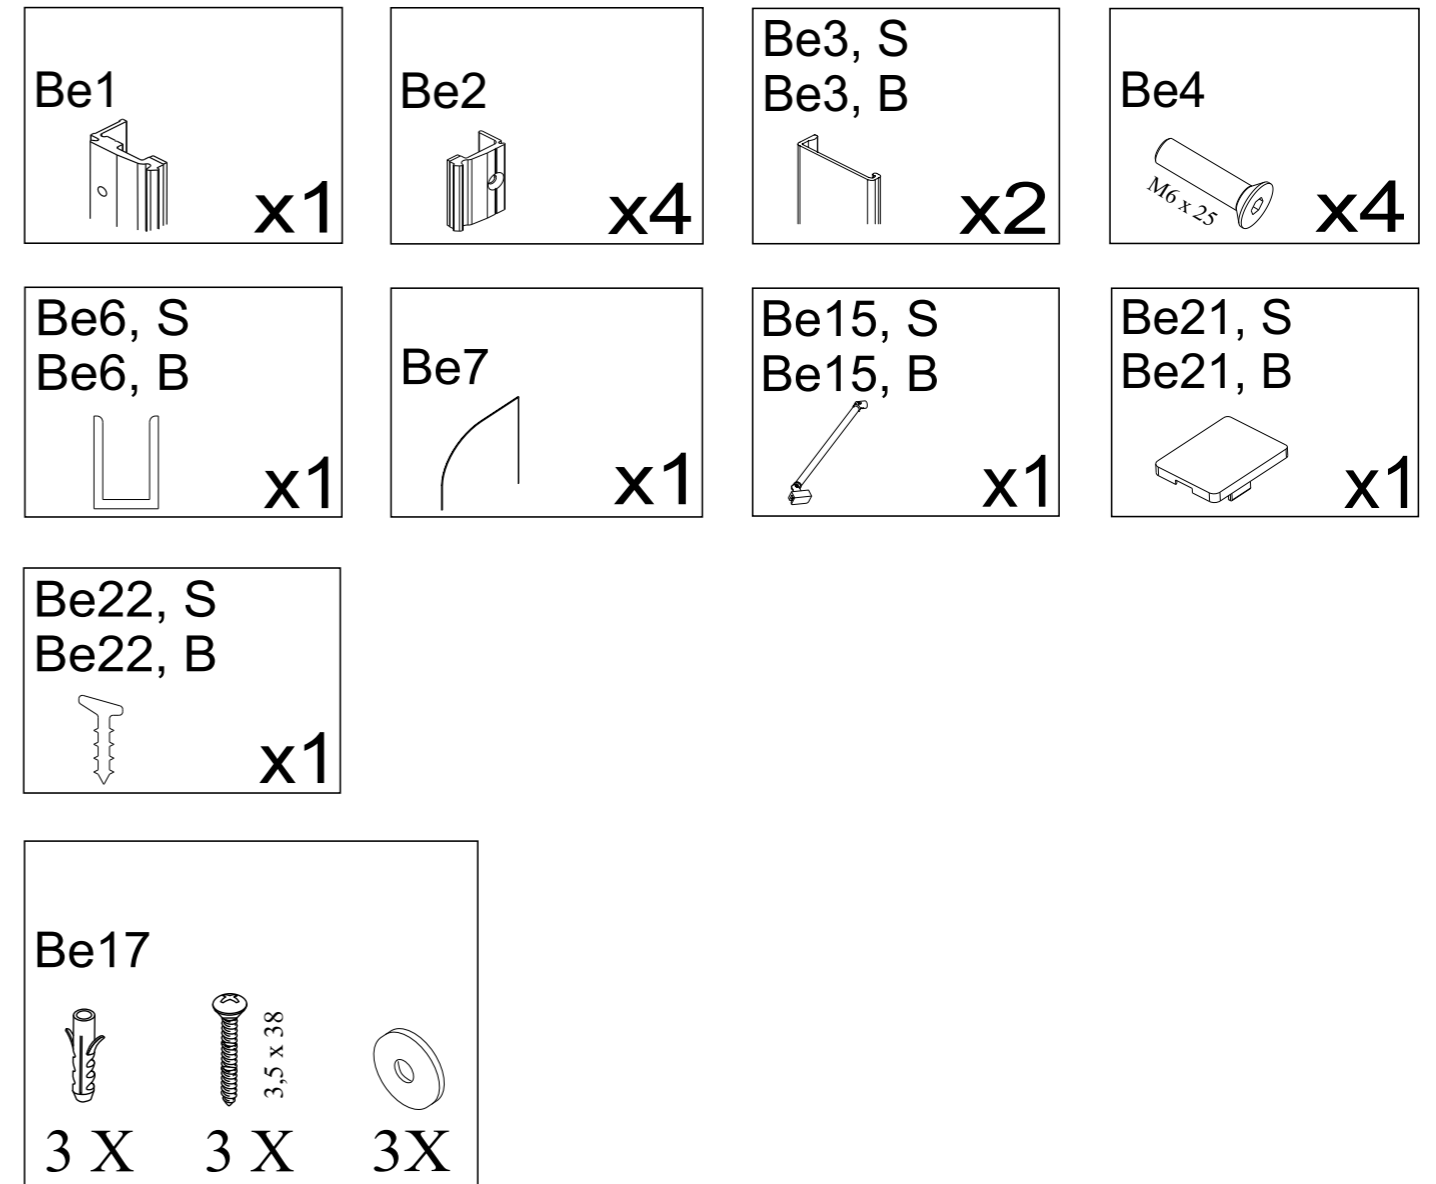 Be1
x1
Be2
x4
Be3, S
Be3, B
x2
Be4
M6 x 25
x4
Be6, S
Be6, B
x1
Be7
x1
Be15, S
Be15, B
x1
Be21, S
Be21, B
x1
Be22, S
Be22, B
x1
Be17
3,5 x 38
3 X 3 X 3X